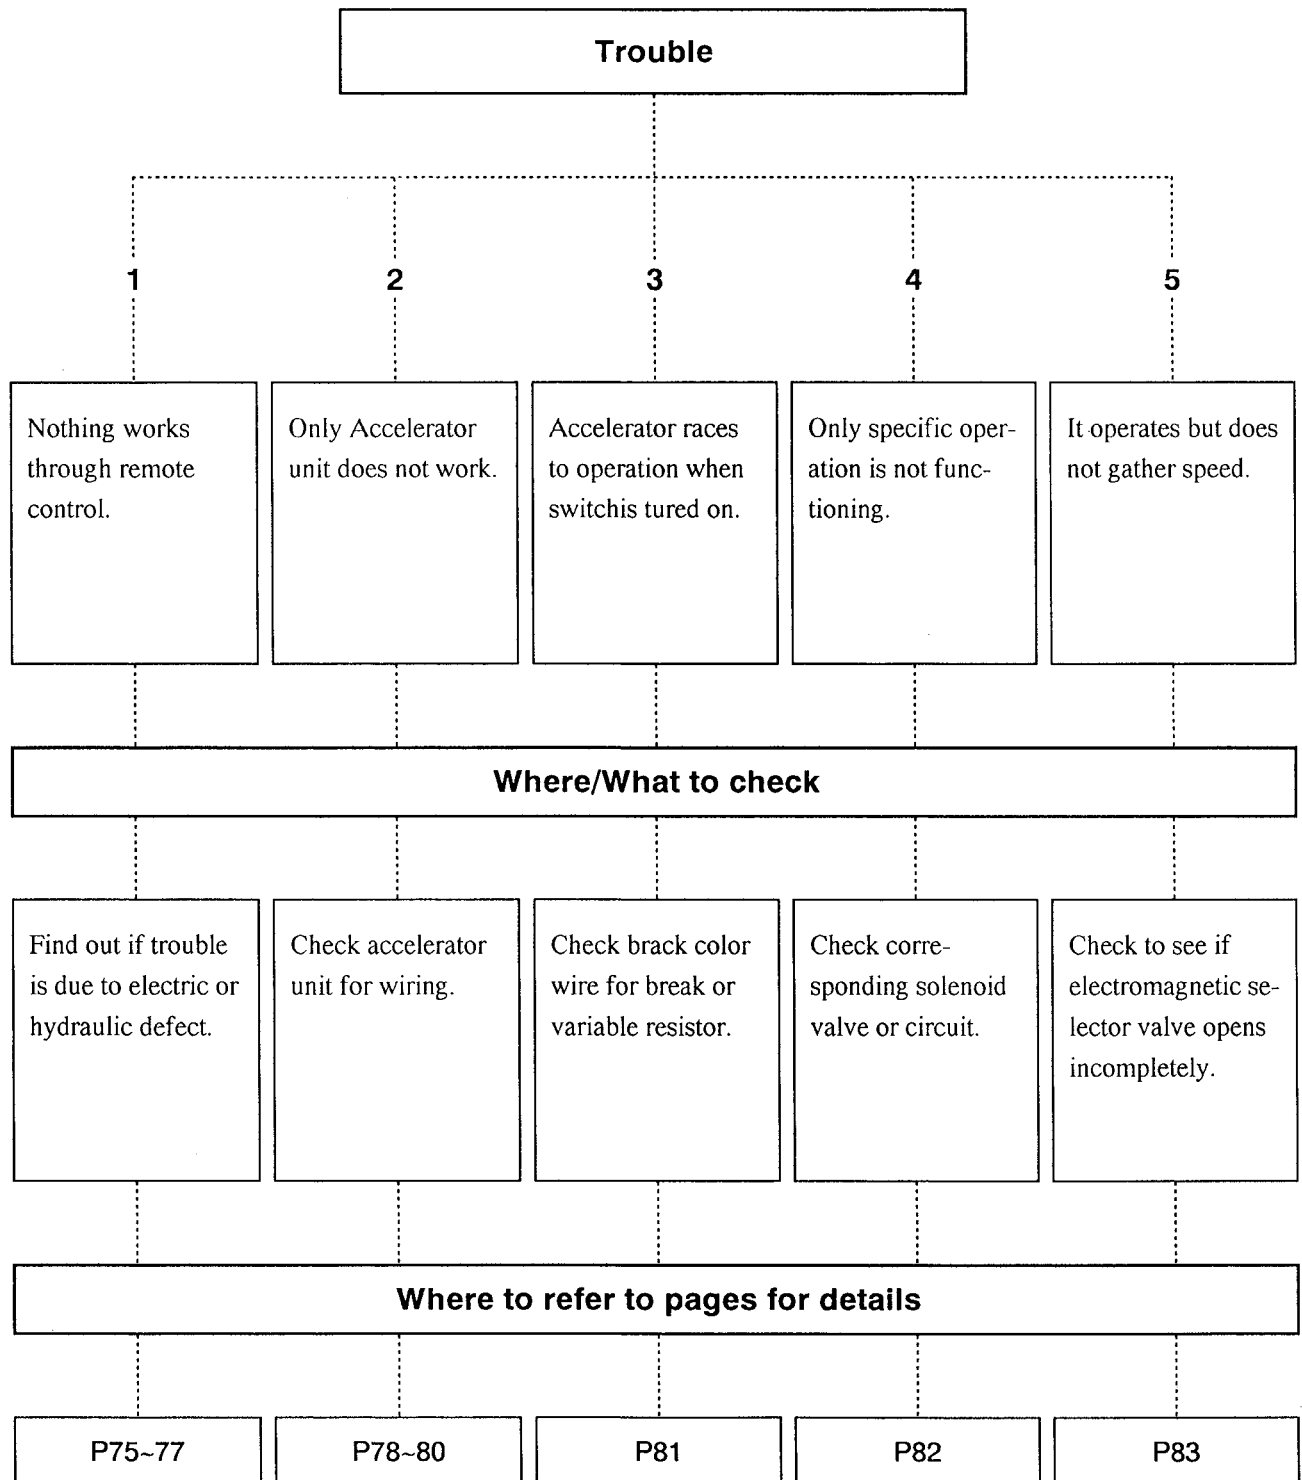 Trouble
1
2
3
4
5
Nothing works
through remote
control.
Only Accelerator
unit does not work.
Accelerator races
to operation when
switchis tured on.
Only specific oper-
ation is not func-
tioning.
It operates but does
not gather speed.
Where/What to check
Find out if trouble
is due to electric or
hydraulic defect.
Check accelerator
unit for wiring.
Check brack color
wire for break or
variable resistor.
Check corre-
sponding solenoid
valve or circuit.
Check to see if
electromagnetic se-
lector valve opens
incompletely.
Where to refer to pages for details
P75~77
P78~80
P81
P82
P83